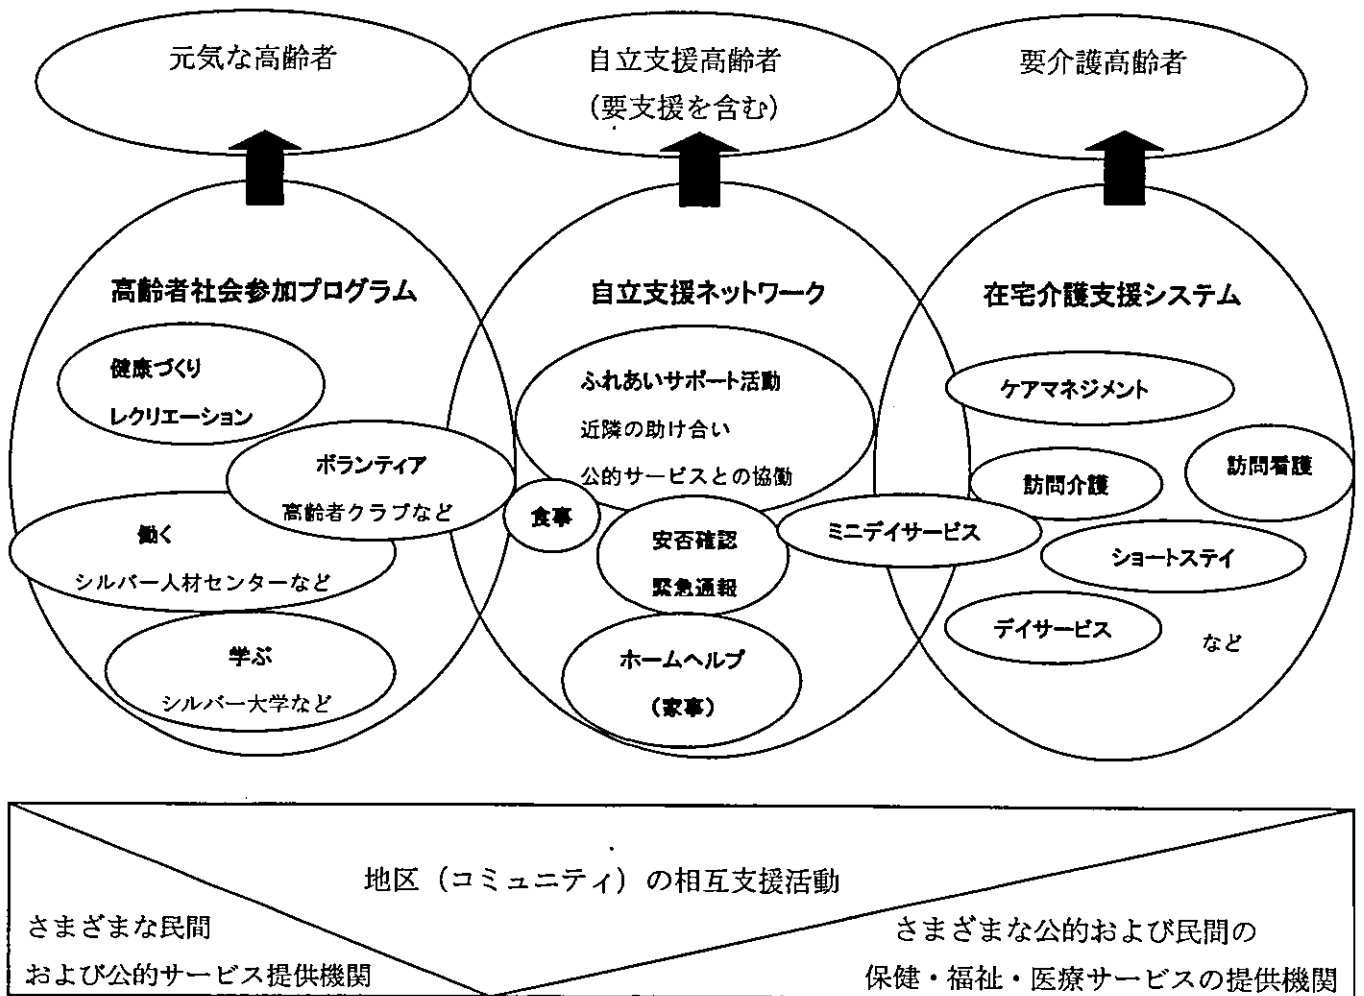 元気な高齢者
自立支援高齢者
(要支援を含む)
要介護高齢者
高齢者社会参加プログラム
健康づくり
レクリエーション
ボランティア
高齢者クラブなど
働く
シルバー人材センターなど
学ぶ
シルバー大学など
自立支援ネットワーク
ふれあいサポート活動
近隣の助け合い
公的サービスとの協働
食事
安否確認
緊急通報
ミニデイサービス
ホームヘルプ
(家事)
在宅介護支援システム
ケアマネジメント
訪問介護
訪問看護
ショートステイ
デイサービス
など
地区(コミュニティ)の相互支援活動
さまざまな民間
および公的サービス提供機関
さまざまな公的および民間の
保健・福祉・医療サービスの提供機関